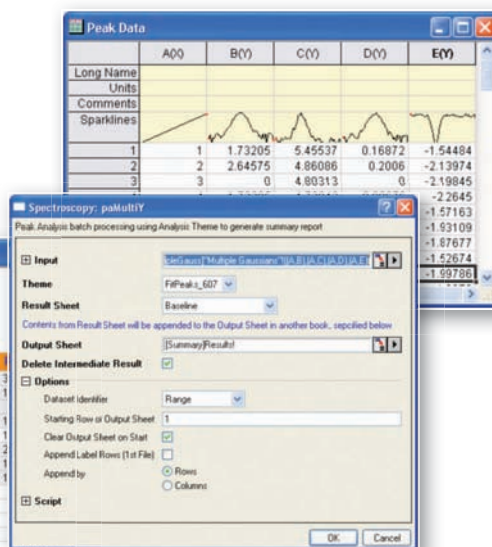 Peak Data
A(X) B(Y) C(Y) D(Y) E(Y)
Long Name
Units
Comments
Sparklines
1 1 1.73205 5.45537 0.16872 -1.54484
2 2 2.64575 4.86086 0.2006 -2.13974
3 3 0 4.80313 0 -2.19845
-2.2645
-1.57163
-1.93109
-1.87677
-1.52674
-1.99786
Spectroscopy: paMultiY
Peak Analysis batch processing using Analysis Theme to generate summary report
Input
Theme FitPeaks_607
Result Sheet Baseline
Contents from Result Sheet will be appended to the Output Sheet in another book, sepcified below
Output Sheet [Summary]Results!
Delete Intermediate Result
Options
Dataset Identifier Range
Starting Row of Output Sheet 1
Clear Output Sheet on Start
Append Label Rows (1st File)
Append by Rows
Columns
Script
OK Cancel